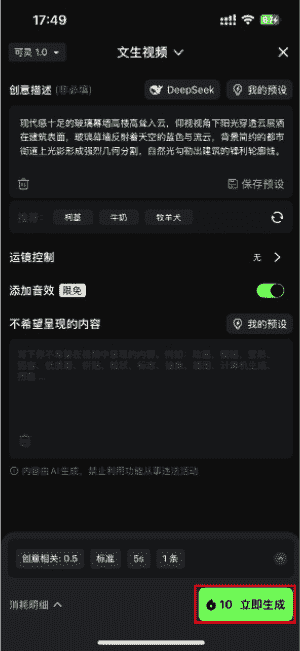 17:49
可灵 1.0
文生视频
创意描述 (非必填)
DeepSeek
我的预设
现代感十足的玻璃幕墙高楼高耸入云，仰视视角下阳光穿透云层洒
在建筑表面，玻璃幕墙反射着天空的蓝色与流云，背景简约的都市
街道上光影形成强烈几何分割，自然光勾勒出建筑的锋利轮廓线。
保存预设
柯基
牛奶
牧羊犬
运镜控制
无
添加音效 限免
不希望呈现的内容
我的预设
内容由AI生成，禁止利用功能从事违法活动
创意相关: 0.5
标准
5s
1 条
消耗明细
10 立即生成